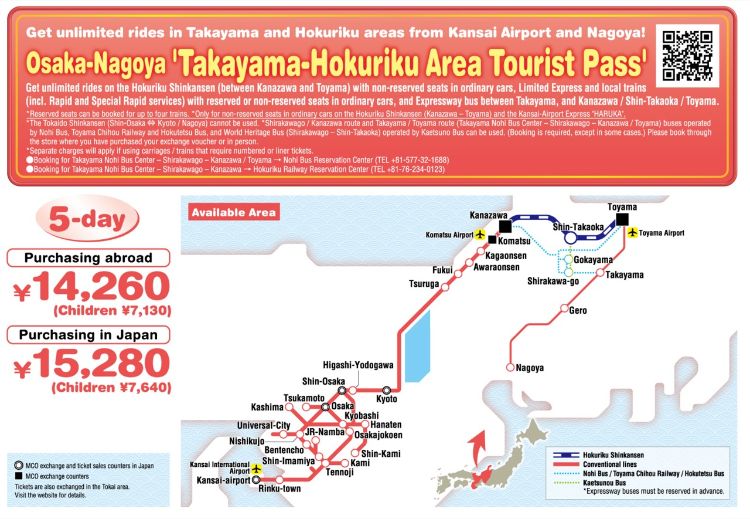 Get unlimited rides in Takayama and Hokuriku areas from Kansai Airport and Nagoya!
Osaka-Nagoya 'Takayama-Hokuriku Area Tourist Pass'
Get unlimited rides on the Hokuriku Shinkansen (between Kanazawa and Toyama) with non-reserved seats in ordinary cars, Limited Express and local trains
(incl. Rapid and Special Rapid services) with reserved or non-reserved seats in ordinary cars, and Expressway bus between Takayama, and Kanazawa / Shin-Takaoka / Toyama.
*Reserved seats can be booked for up to four trains. *Only for non-reserved seats in ordinary cars on the Hokuriku Shinkansen (Kanazawa – Toyama) and the Kansai-Airport Express "HARUKA".
*The Tokaido Shinkansen (Shin-Osaka ⇔ Kyoto / Nagoya) cannot be used. *Shirakawago / Kanazawa route and Takayama / Toyama route (Takayama Nohi Bus Center – Shirakawago – Kanazawa / Toyama) buses operated
by Nohi Bus, Toyama Chihou Railway and Hokutetsu Bus, and World Heritage Bus (Shirakawago – Shin-Takaoka) operated by Kaetsuno Bus can be used. (Booking is required, except in some cases.) Please book through
the store where you have purchased your exchange voucher or in person.
*Separate charges will apply if using carriages / trains that require numbered or liner tickets.
●Booking for Takayama Nohi Bus Center – Shirakawago – Kanazawa / Toyama → Nohi Bus Reservation Center (TEL +81-577-32-1688)
●Booking for Takayama Nohi Bus Center – Shirakawago – Kanazawa → Hokuriku Railway Reservation Center (TEL +81-76-234-0123)
5-day
Purchasing abroad
¥14,260
(Children ¥7,130)
Purchasing in Japan
¥15,280
(Children ¥7,640)
MCO exchange and ticket sales counters in Japan
MCO exchange counters
Tickets are also exchanged in the Tokai area.
Visit the website for details.
Available Area
Kanazawa
Toyama
Komatsu Airport
Komatsu
Shin-Takaoka
Toyama Airport
Kagaonsen
Awaraonsen
Gokayama
Fukui
Shirakawa-go
Takayama
Tsuruga
Gero
Nagoya
Higashi-Yodogawa
Shin-Osaka
Kyoto
Tsukamoto
Osaka
Kashima
Kyobashi
Universal-City
Hanaten
JR-Namba
Osakajokoen
Nishikujo
Bentencho
Shin-Kami
Shin-Imamiya
Kami
Tennoji
Kansai International
Airport
Kansai-airport
Rinku-town
Hokuriku Shinkansen
Conventional lines
Nohi Bus / Toyama Chihou Railway / Hokutetsu Bus
Kaetsunou Bus
*Expressway buses must be reserved in advance.